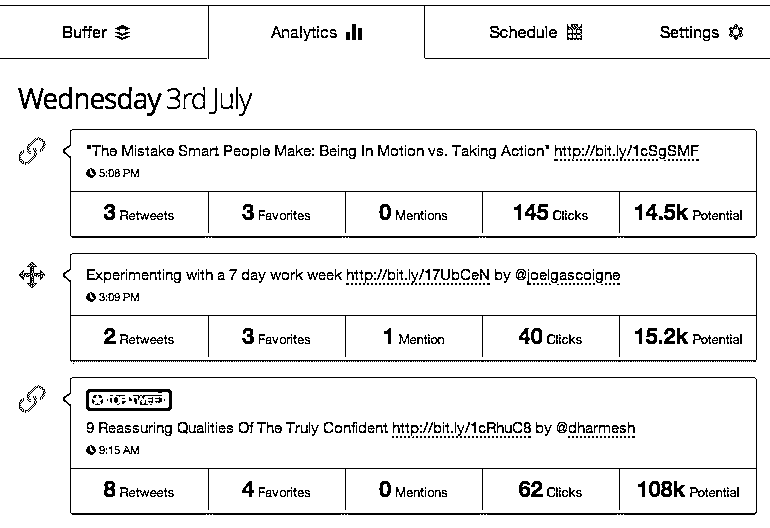 Buffer
Analytics
Schedule
Settings
Wednesday 3rd July
"The Mistake Smart People Make: Being In Motion vs. Taking Action" http://bit.ly/1cSgSMF
5:08 PM
3 Retweets 3 Favorites 0 Mentions 145 Clicks 14.5k Potential
Experimenting with a 7 day work week http://bit.ly/17UbCeN by @joelgascoigne
3:09 PM
2 Retweets 3 Favorites 1 Mention 40 Clicks 15.2k Potential
TOP TWEET
9 Reassuring Qualities Of The Truly Confident http://bit.ly/1cRhuC8 by @dharmesh
9:15 AM
8 Retweets 4 Favorites 0 Mentions 62 Clicks 108k Potential